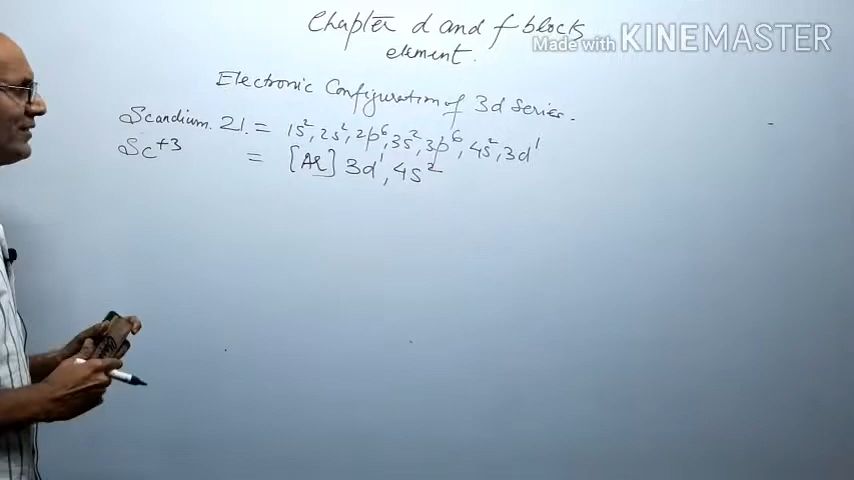 Chapter d and f blocks
element.
Made with KINEMASTER
Electronic Configuration of 3d Series.
Scandium. 21. = 1s², 2s², 2p⁶, 3s², 3p⁶, 4s², 3d¹
Sc⁺³ = [Ar] 3d¹, 4s²